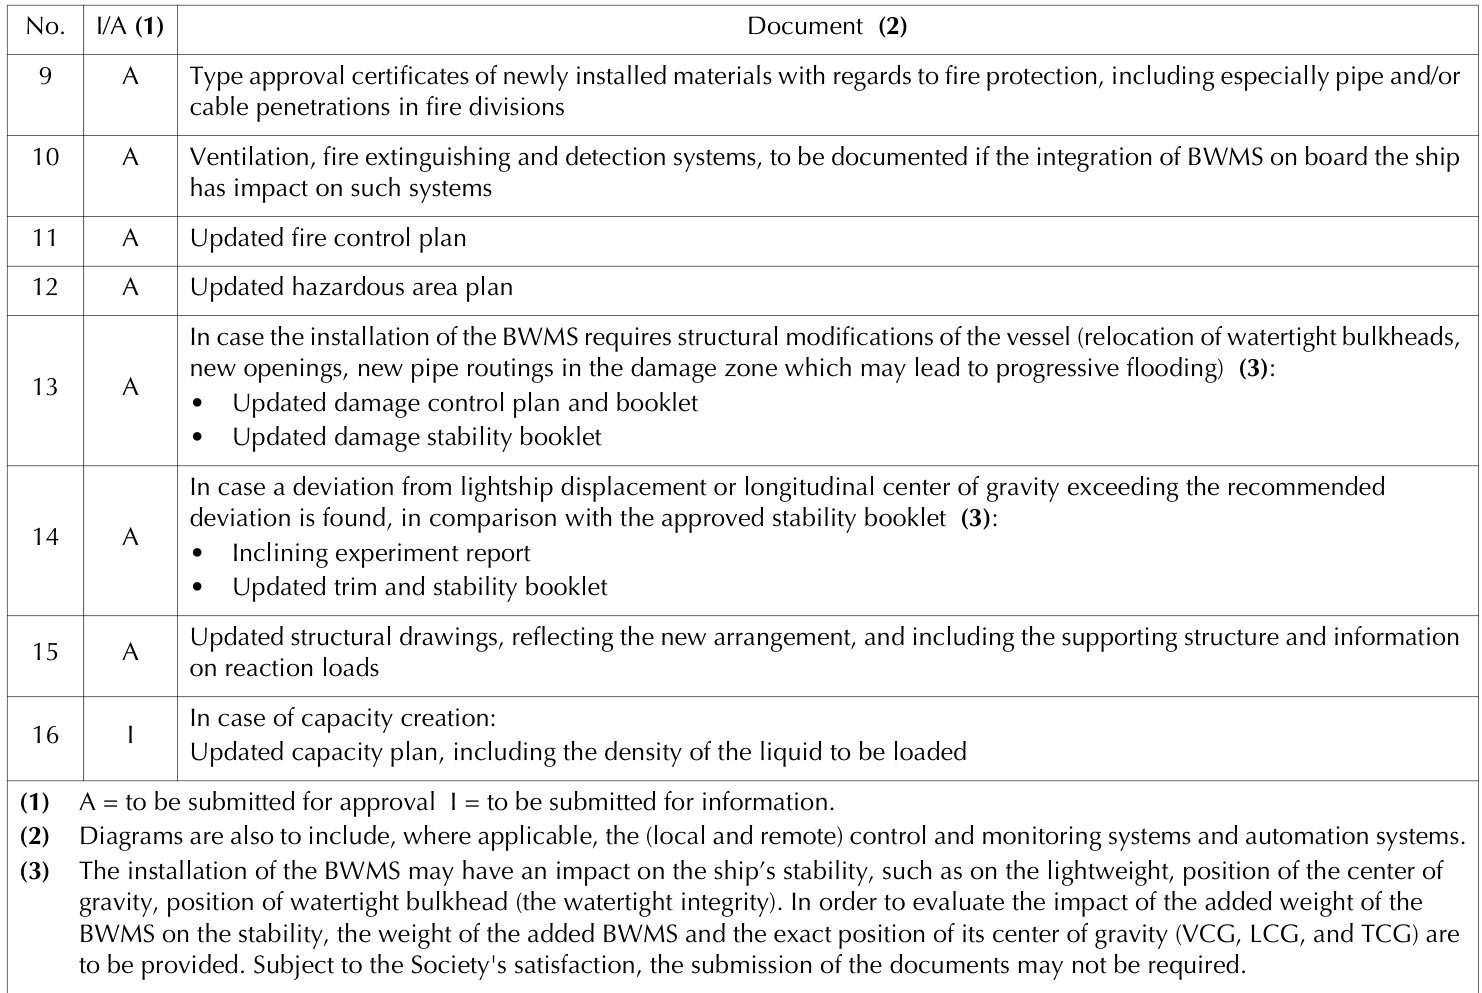 No. I/A (1) Document (2)
9 A Type approval certificates of newly installed materials with regards to fire protection, including especially pipe and/or
cable penetrations in fire divisions
10 A Ventilation, fire extinguishing and detection systems, to be documented if the integration of BWMS on board the ship
has impact on such systems
11 A Updated fire control plan
12 A Updated hazardous area plan
13 A In case the installation of the BWMS requires structural modifications of the vessel (relocation of watertight bulkheads,
new openings, new pipe routings in the damage zone which may lead to progressive flooding) (3):
• Updated damage control plan and booklet
• Updated damage stability booklet
14 A In case a deviation from lightship displacement or longitudinal center of gravity exceeding the recommended
deviation is found, in comparison with the approved stability booklet (3):
• Inclining experiment report
• Updated trim and stability booklet
15 A Updated structural drawings, reflecting the new arrangement, and including the supporting structure and information
on reaction loads
16 I In case of capacity creation:
Updated capacity plan, including the density of the liquid to be loaded
(1) A = to be submitted for approval I = to be submitted for information.
(2) Diagrams are also to include, where applicable, the (local and remote) control and monitoring systems and automation systems.
(3) The installation of the BWMS may have an impact on the ship’s stability, such as on the lightweight, position of the center of
gravity, position of watertight bulkhead (the watertight integrity). In order to evaluate the impact of the added weight of the
BWMS on the stability, the weight of the added BWMS and the exact position of its center of gravity (VCG, LCG, and TCG) are
to be provided. Subject to the Society's satisfaction, the submission of the documents may not be required.